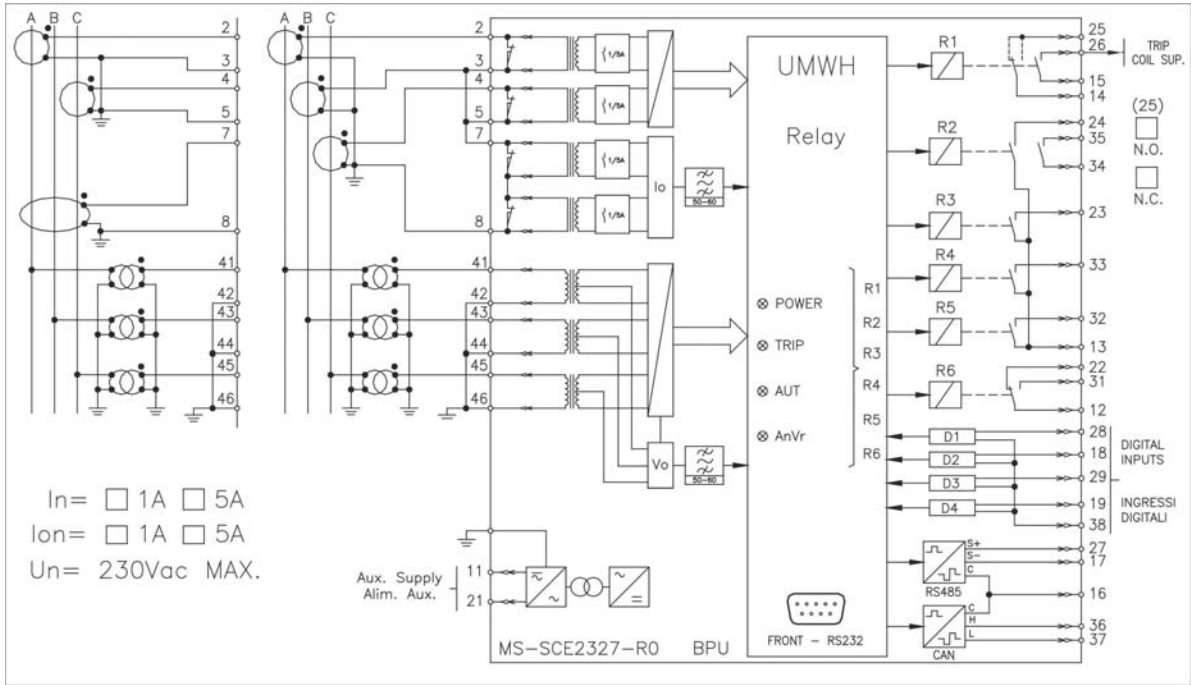 A B C
2
3
4
5
7
8
41
42
43
44
45
46
In= 1A 5A
Ion= 1A 5A
Un= 230Vac MAX.
A B C
2
3
4
5
7
8
41
42
43
44
45
46
Aux. Supply
Alim. Aux.
11
21
1/5A
1/5A
1/5A
1/5A
Io
50-60
Vo
50-60
MS-SCE2327-R0 BPU
UMWH
Relay
POWER
TRIP
AUT
AnVr
R1
R2
R3
R4
R5
R6
FRONT - RS232
R1
R2
R3
R4
R5
R6
D1
D2
D3
D4
S+
S-
C
RS485
C
H
L
CAN
25
26
15
14
24
35
34
23
33
32
13
22
31
12
28
18
29
19
38
27
17
16
36
37
TRIP
COIL SUP.
(25)
N.O.
N.C.
DIGITAL
INPUTS
INGRESSI
DIGITALI